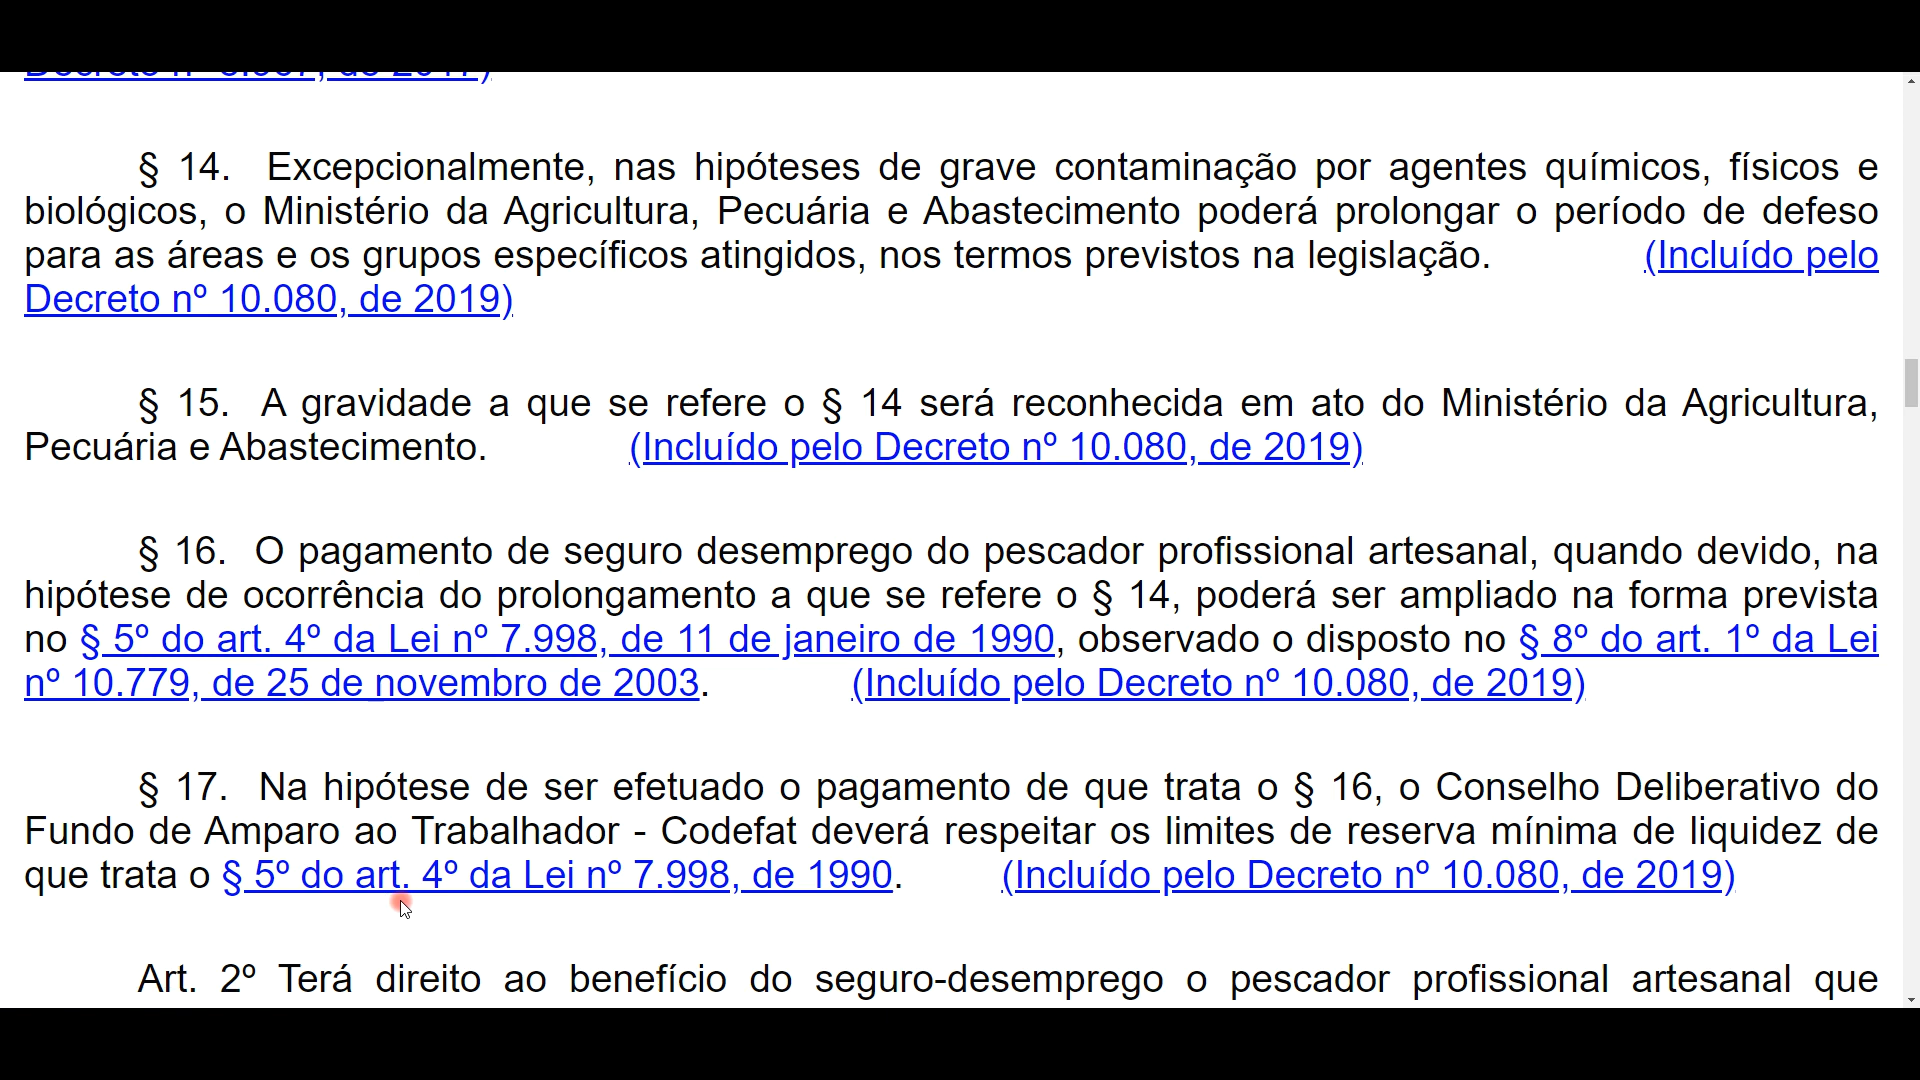 § 14. Excepcionalmente, nas hipóteses de grave contaminação por agentes químicos, físicos e
biológicos, o Ministério da Agricultura, Pecuária e Abastecimento poderá prolongar o período de defeso
para as áreas e os grupos específicos atingidos, nos termos previstos na legislação. (Incluído pelo
Decreto nº 10.080, de 2019)
§ 15. A gravidade a que se refere o § 14 será reconhecida em ato do Ministério da Agricultura,
Pecuária e Abastecimento. (Incluído pelo Decreto nº 10.080, de 2019)
§ 16. O pagamento de seguro desemprego do pescador profissional artesanal, quando devido, na
hipótese de ocorrência do prolongamento a que se refere o § 14, poderá ser ampliado na forma prevista
no § 5º do art. 4º da Lei nº 7.998, de 11 de janeiro de 1990, observado o disposto no § 8º do art. 1º da Lei
nº 10.779, de 25 de novembro de 2003. (Incluído pelo Decreto nº 10.080, de 2019)
§ 17. Na hipótese de ser efetuado o pagamento de que trata o § 16, o Conselho Deliberativo do
Fundo de Amparo ao Trabalhador - Codefat deverá respeitar os limites de reserva mínima de liquidez de
que trata o § 5º do art. 4º da Lei nº 7.998, de 1990. (Incluído pelo Decreto nº 10.080, de 2019)
Art. 2º Terá direito ao benefício do seguro-desemprego o pescador profissional artesanal que